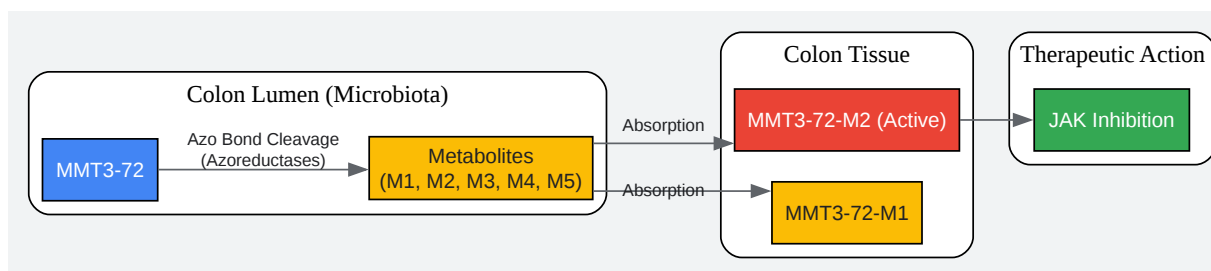 Colon Lumen (Microbiota)
MMT3-72
Azo Bond Cleavage
(Azoreductases)
Metabolites
(M1, M2, M3, M4, M5)
Absorption
Absorption
Colon Tissue
MMT3-72-M2 (Active)
MMT3-72-M1
Therapeutic Action
JAK Inhibition